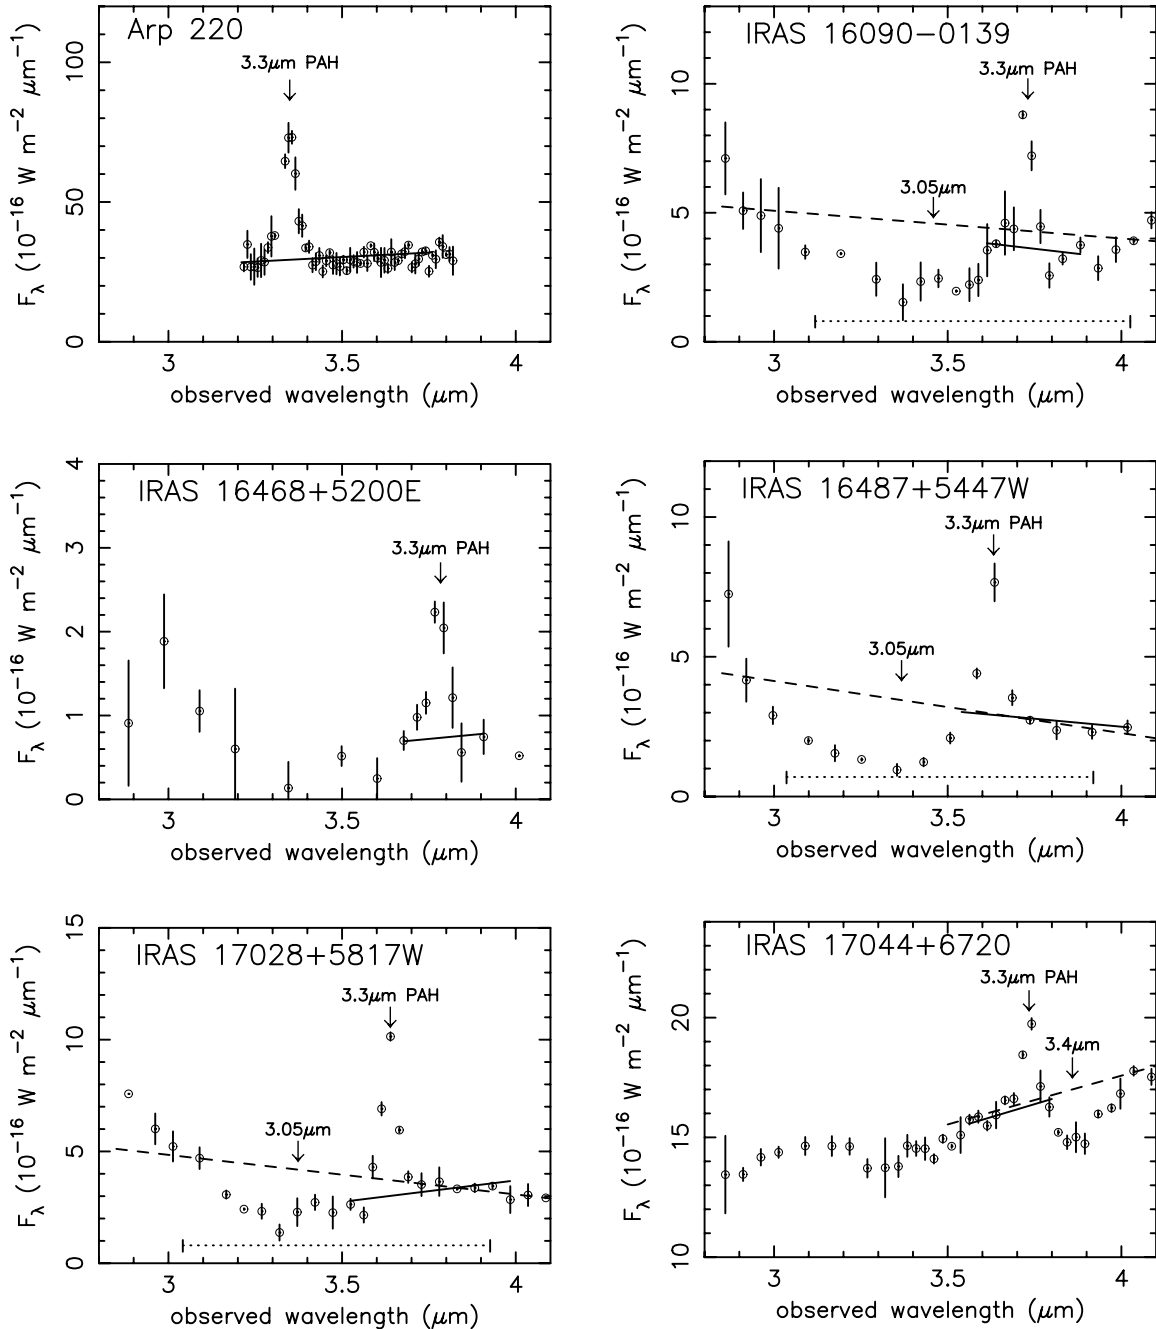 Arp 220
3.3μm PAH
100
50
0
3
3.5
4
F_λ (10^−16 W m^−2 μm^−1)
observed wavelength (μm)
IRAS 16090−0139
3.3μm PAH
3.05μm
10
5
0
3
3.5
4
F_λ (10^−16 W m^−2 μm^−1)
observed wavelength (μm)
IRAS 16468+5200E
3.3μm PAH
4
3
2
1
0
3
3.5
4
F_λ (10^−16 W m^−2 μm^−1)
observed wavelength (μm)
IRAS 16487+5447W
3.3μm PAH
3.05μm
10
5
0
3
3.5
4
F_λ (10^−16 W m^−2 μm^−1)
observed wavelength (μm)
IRAS 17028+5817W
3.3μm PAH
3.05μm
15
10
5
0
3
3.5
4
F_λ (10^−16 W m^−2 μm^−1)
observed wavelength (μm)
IRAS 17044+6720
3.3μm PAH
3.4μm
20
15
10
3
3.5
4
F_λ (10^−16 W m^−2 μm^−1)
observed wavelength (μm)